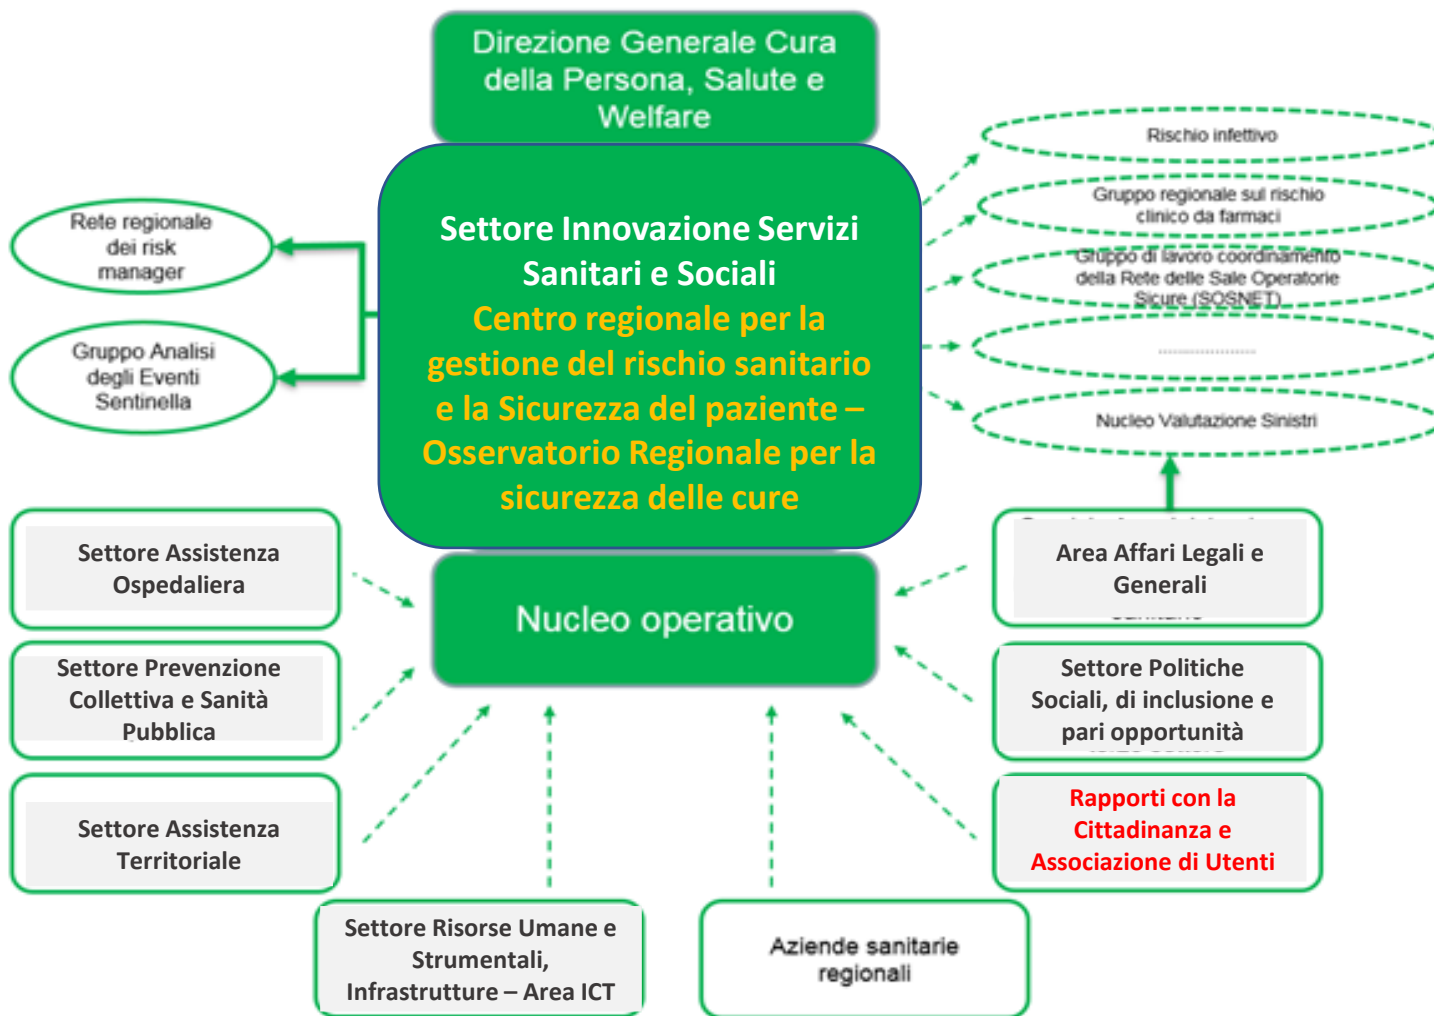 Direzione Generale Cura
della Persona, Salute e
Welfare
Settore Innovazione Servizi
Sanitari e Sociali
Centro regionale per la
gestione del rischio sanitario
e la Sicurezza del paziente –
Osservatorio Regionale per la
sicurezza delle cure
Rete regionale
dei risk
manager
Gruppo Analisi
degli Eventi
Sentinella
Rischio infettivo
Gruppo regionale sul rischio
clinico da farmaci
Gruppo di lavoro coordinamento
della Rete delle Sale Operatorie
Sicure (SOSNET)
....................
Nucleo Valutazione Sinistri
Nucleo operativo
Settore Assistenza
Ospedaliera
Settore Prevenzione
Collettiva e Sanità
Pubblica
Settore Assistenza
Territoriale
Settore Risorse Umane e
Strumentali,
Infrastrutture – Area ICT
Aziende sanitarie
regionali
Area Affari Legali e
Generali
Settore Politiche
Sociali, di inclusione e
pari opportunità
Rapporti con la
Cittadinanza e
Associazione di Utenti